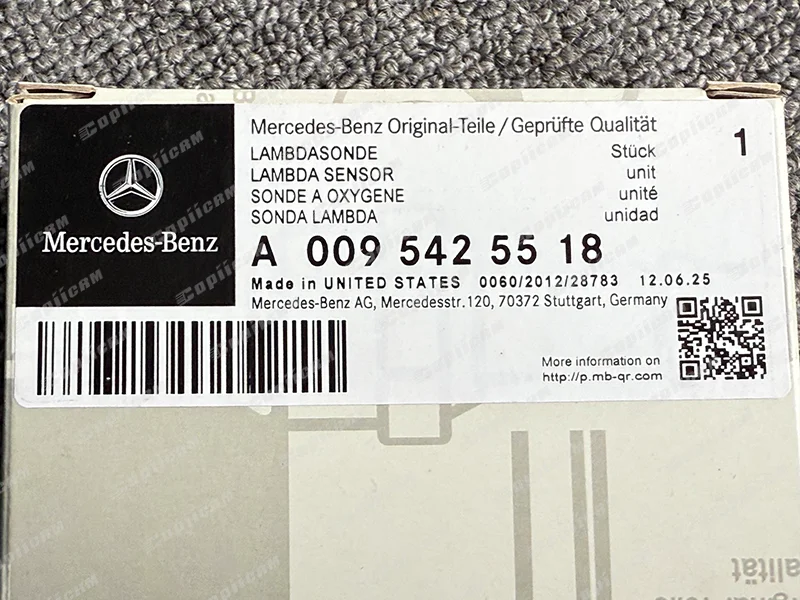 Mercedes-Benz Original-Teile / Geprüfte Qualität
1
LAMBDASONDE Stück
LAMBDA SENSOR unit
SONDE A OXYGENE unité
SONDA LAMBDA unidad
Mercedes-Benz
A 009 542 55 18
Made in UNITED STATES 0060/2012/28783 12.06.25
Mercedes-Benz AG, Mercedesstr.120, 70372 Stuttgart, Germany
More information on
http://p.mb-qr.com
alität
Copiicam